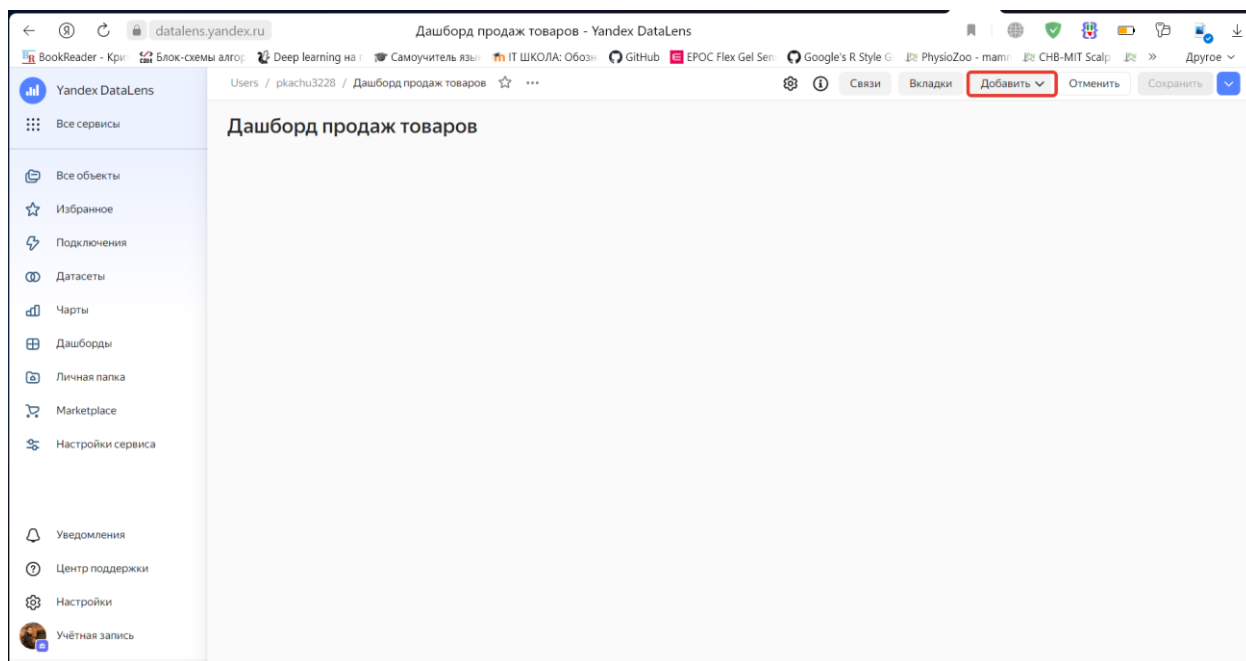 datalens.yandex.ru Дашборд продаж товаров - Yandex DataLens
BookReader - Кри Блок-схемы алгор Deep learning на г Самоучитель язы IT ШКОЛА: Обозн GitHub EPOC Flex Gel Sen Google's R Style G PhysioZoo - mamm CHB-MIT Scalp » Другое
Yandex DataLens
Users / pkachu3228 / Дашборд продаж товаров ... Связи Вкладки Добавить Отменить Сохранить
Все сервисы
Дашборд продаж товаров
Все объекты
Избранное
Подключения
Датасеты
Чарты
Дашборды
Личная папка
Marketplace
Настройки сервиса
Уведомления
Центр поддержки
Настройки
Учётная запись